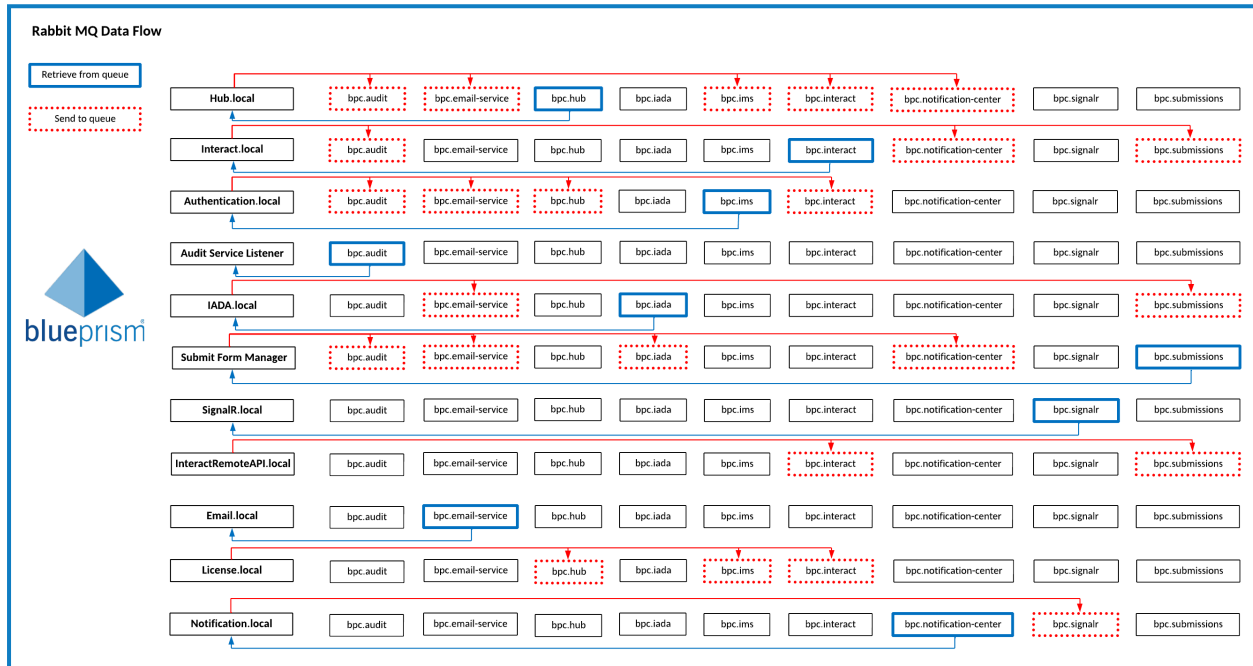 Rabbit MQ Data Flow
Retrieve from queue
Send to queue
Hub.local bpc.audit bpc.email-service bpc.hub bpc.iada bpc.ims bpc.interact bpc.notification-center bpc.signalr bpc.submissions
Interact.local bpc.audit bpc.email-service bpc.hub bpc.iada bpc.ims bpc.interact bpc.notification-center bpc.signalr bpc.submissions
Authentication.local bpc.audit bpc.email-service bpc.hub bpc.iada bpc.ims bpc.interact bpc.notification-center bpc.signalr bpc.submissions
Audit Service Listener bpc.audit bpc.email-service bpc.hub bpc.iada bpc.ims bpc.interact bpc.notification-center bpc.signalr bpc.submissions
IADA.local bpc.audit bpc.email-service bpc.hub bpc.iada bpc.ims bpc.interact bpc.notification-center bpc.signalr bpc.submissions
blueprism
Submit Form Manager bpc.audit bpc.email-service bpc.hub bpc.iada bpc.ims bpc.interact bpc.notification-center bpc.signalr bpc.submissions
SignalR.local bpc.audit bpc.email-service bpc.hub bpc.iada bpc.ims bpc.interact bpc.notification-center bpc.signalr bpc.submissions
InteractRemoteAPI.local bpc.audit bpc.email-service bpc.hub bpc.iada bpc.ims bpc.interact bpc.notification-center bpc.signalr bpc.submissions
Email.local bpc.audit bpc.email-service bpc.hub bpc.iada bpc.ims bpc.interact bpc.notification-center bpc.signalr bpc.submissions
License.local bpc.audit bpc.email-service bpc.hub bpc.iada bpc.ims bpc.interact bpc.notification-center bpc.signalr bpc.submissions
Notification.local bpc.audit bpc.email-service bpc.hub bpc.iada bpc.ims bpc.interact bpc.notification-center bpc.signalr bpc.submissions